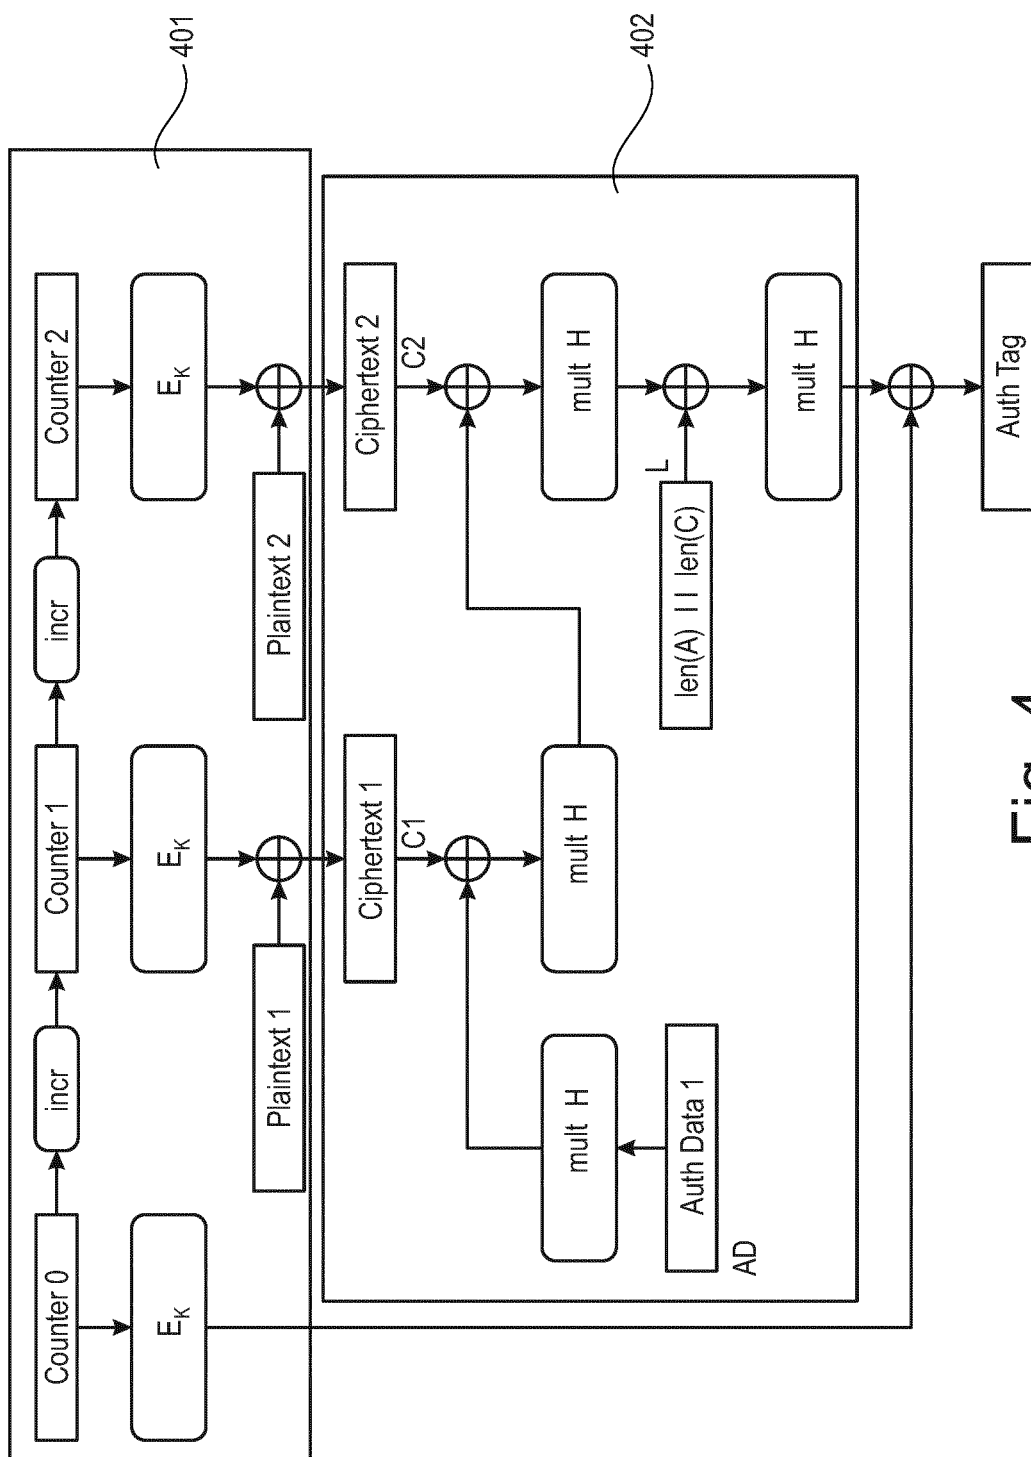 401
Counter 0
incr
Counter 1
incr
Counter 2
E_K
E_K
E_K
Plaintext 1
Plaintext 2
402
Ciphertext 1
Ciphertext 2
C1
C2
mult H
mult H
mult H
L
Auth Data 1
len(A) I I len(C)
AD
mult H
Auth Tag